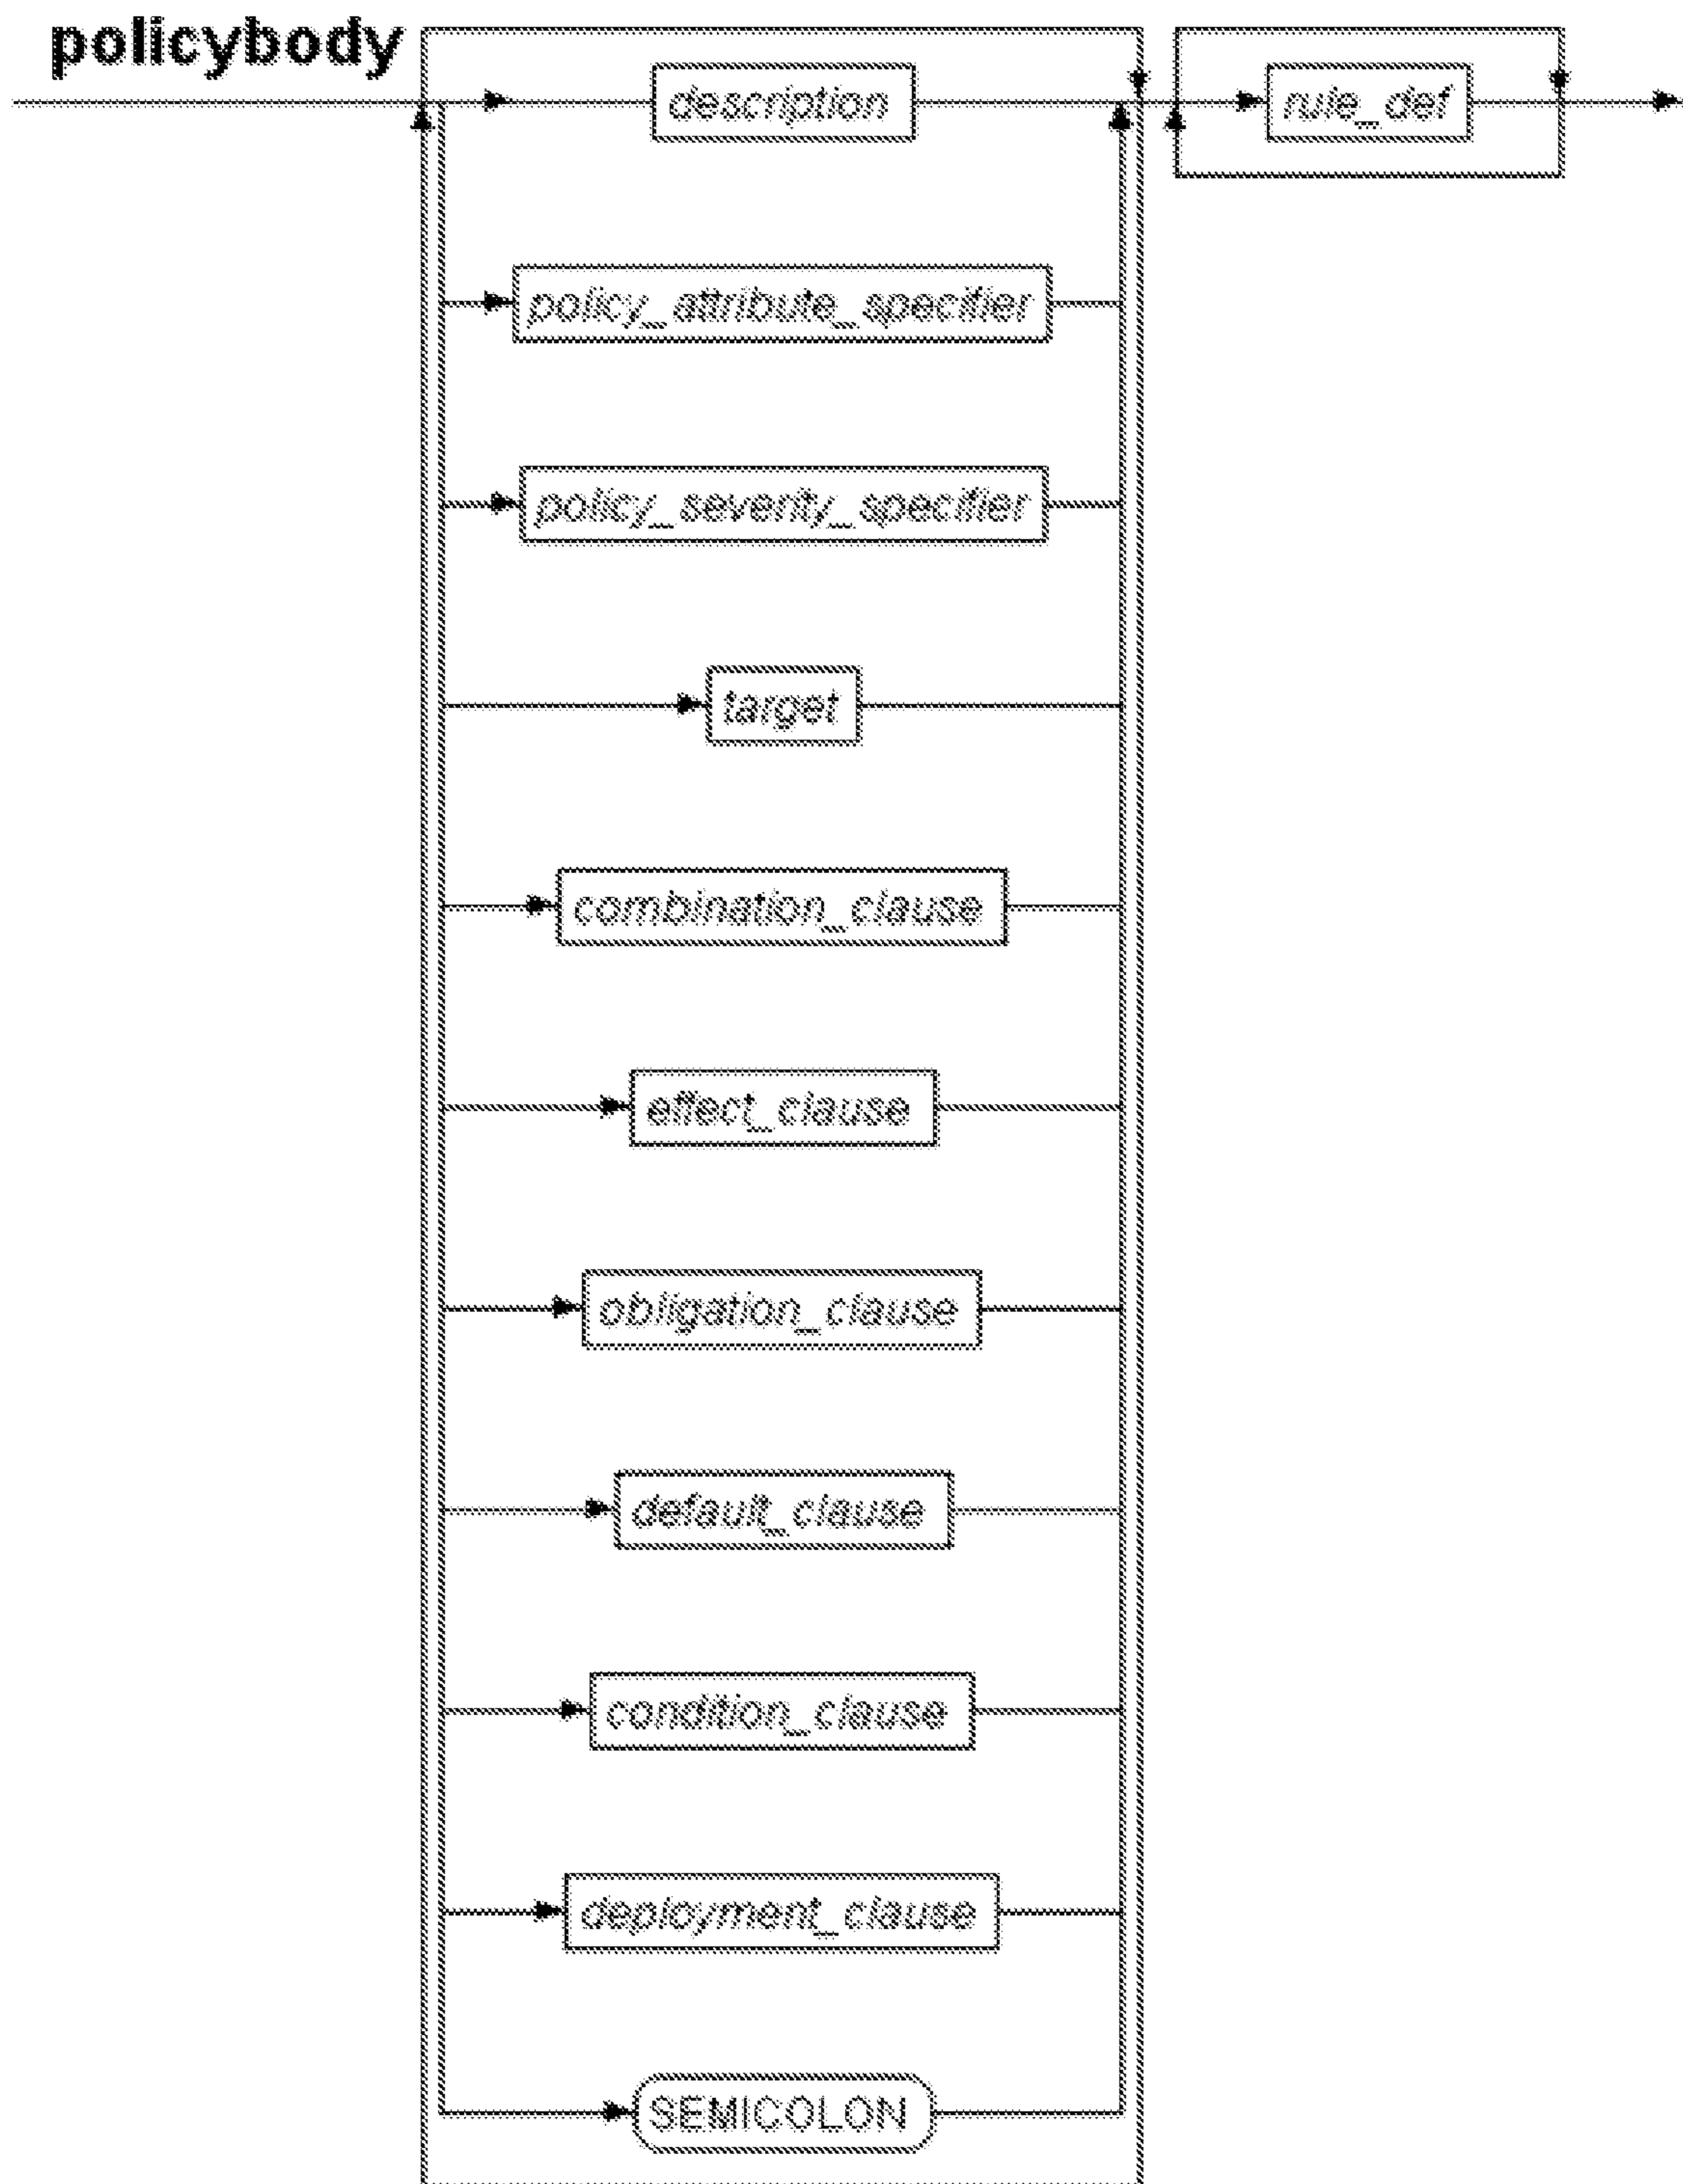 policybody
description
rule_def
policy_attribute_specifier
policy_severity_specifier
target
combination_clause
effect_clause
obligation_clause
default_clause
condition_clause
deployment_clause
SEMICOLON